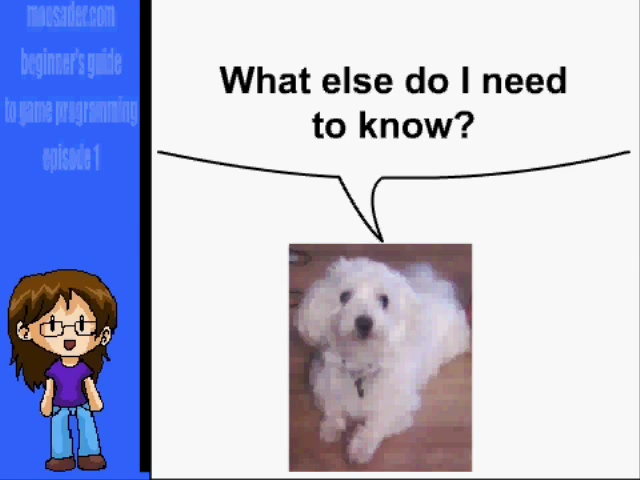 moosader.com
beginner's guide
to game programming
episode 1
What else do I need
to know?